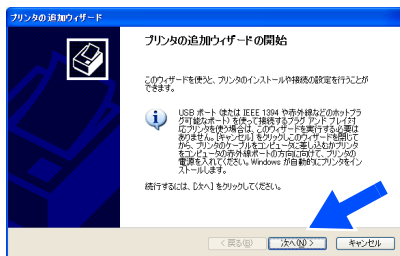 プリンタの追加ウィザード
プリンタの追加ウィザードの開始
このウィザードを使うと、プリンタのインストールや接続の設定を行うことが
できます。
USB ポート (または IEEE 1394 や赤外線などのホットプラ
グ可能なポート) を使って接続するプラグ アンド プレイ対
応プリンタを使う場合は、このウィザードを実行する必要は
ありません。[キャンセル] をクリックしこのウィザードを閉じて
から、プリンタのケーブルをコンピュータに差し込むかプリンタ
をコンピュータの赤外線ポートの方向に向けて、プリンタの
電源を入れてください。Windows が自動的にプリンタをイン
ストールします。
続行するには、[次へ] をクリックしてください。
< 戻る(B)
次へ(N) >
キャンセル